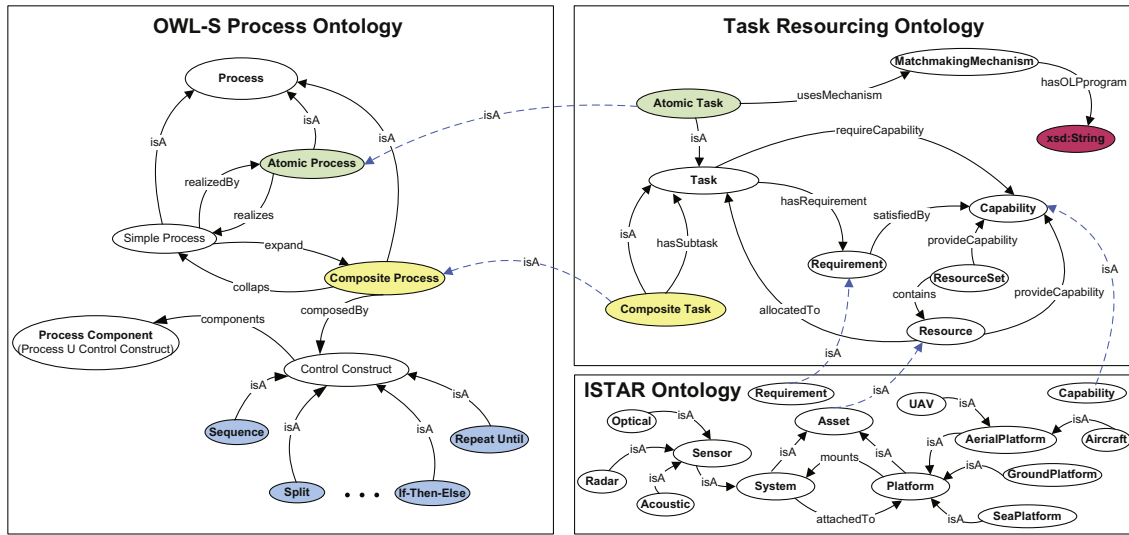 OWL-S Process Ontology
Process
isA
isA
isA
Atomic Process
realizedBy
realizes
Simple Process
expand
Composite Process
collaps
composedBy
components
Process Component
(Process U Control Construct)
Control Construct
isA
isA
isA
isA
Sequence
Repeat Until
Split
• • •
If-Then-Else
isA
isA
Task Resourcing Ontology
MatchmakingMechanism
hasOLPprogram
usesMechanism
Atomic Task
xsd:String
isA
requireCapability
Task
hasRequirement
satisfiedBy
Capability
isA
hasSubtask
provideCapability
Requirement
ResourceSet
isA
contains
provideCapability
Composite Task
allocatedTo
Resource
isA
isA
ISTAR Ontology
Requirement
Capability
Optical
isA
Asset
UAV
isA
Sensor
AerialPlatform
isA
Aircraft
isA
isA
isA
isA
mounts
Radar
isA
isA
System
Platform
isA
GroundPlatform
Acoustic
attachedTo
isA
SeaPlatform